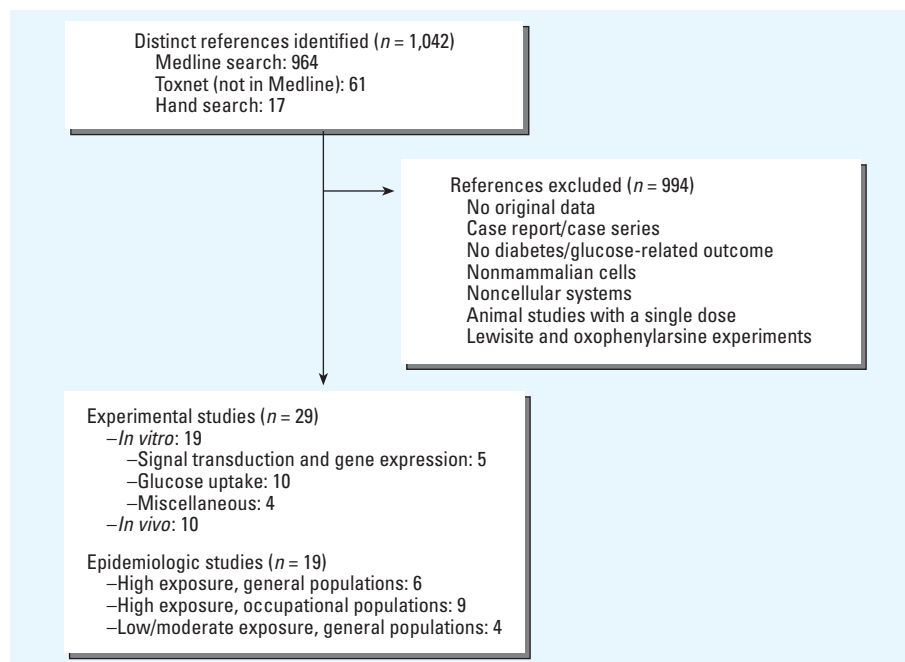 Distinct references identified (n = 1,042)
Medline search: 964
Toxnet (not in Medline): 61
Hand search: 17
References excluded (n = 994)
No original data
Case report/case series
No diabetes/glucose-related outcome
Nonmammalian cells
Noncellular systems
Animal studies with a single dose
Lewisite and oxophenylarsine experiments
Experimental studies (n = 29)
–In vitro: 19
–Signal transduction and gene expression: 5
–Glucose uptake: 10
–Miscellaneous: 4
–In vivo: 10
Epidemiologic studies (n = 19)
–High exposure, general populations: 6
–High exposure, occupational populations: 9
–Low/moderate exposure, general populations: 4